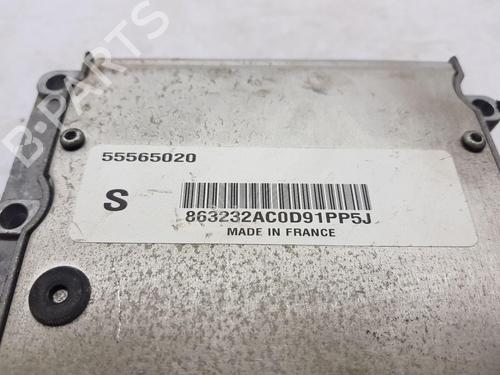 B-PARTS
55565020
S
863232AC0D91PP5J
MADE IN FRANCE